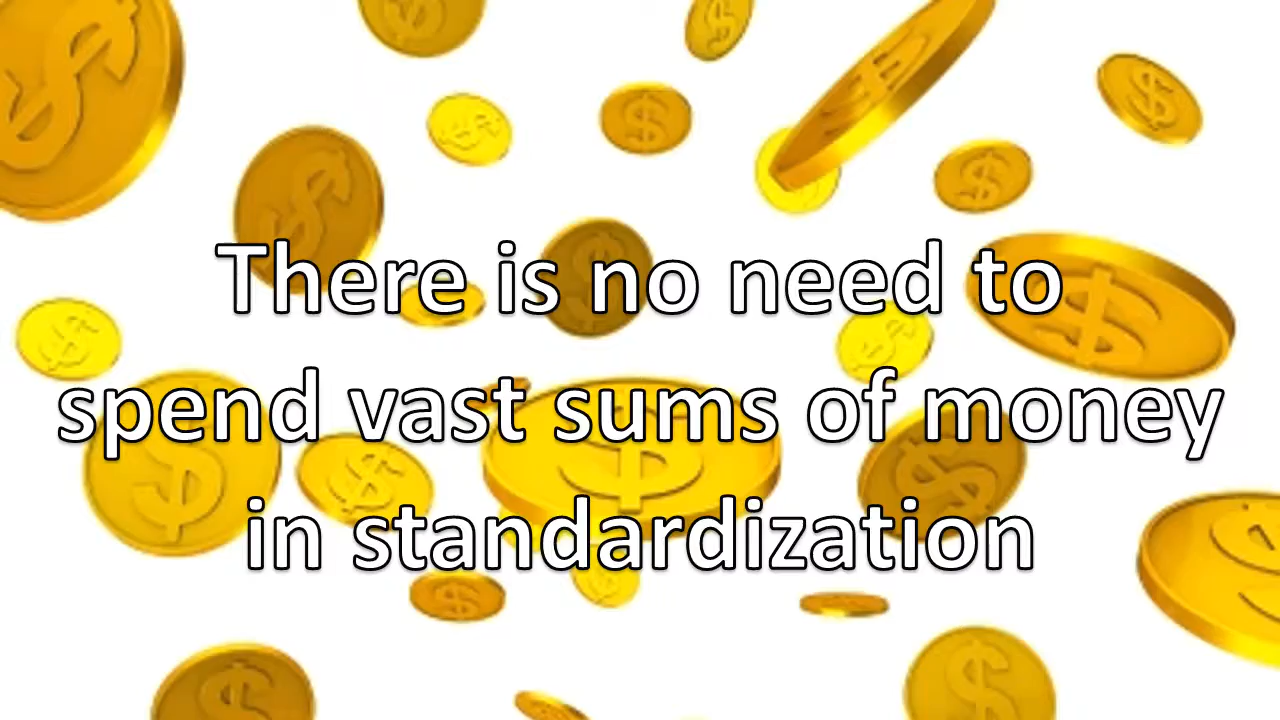 There is no need to
spend vast sums of money
in standardization